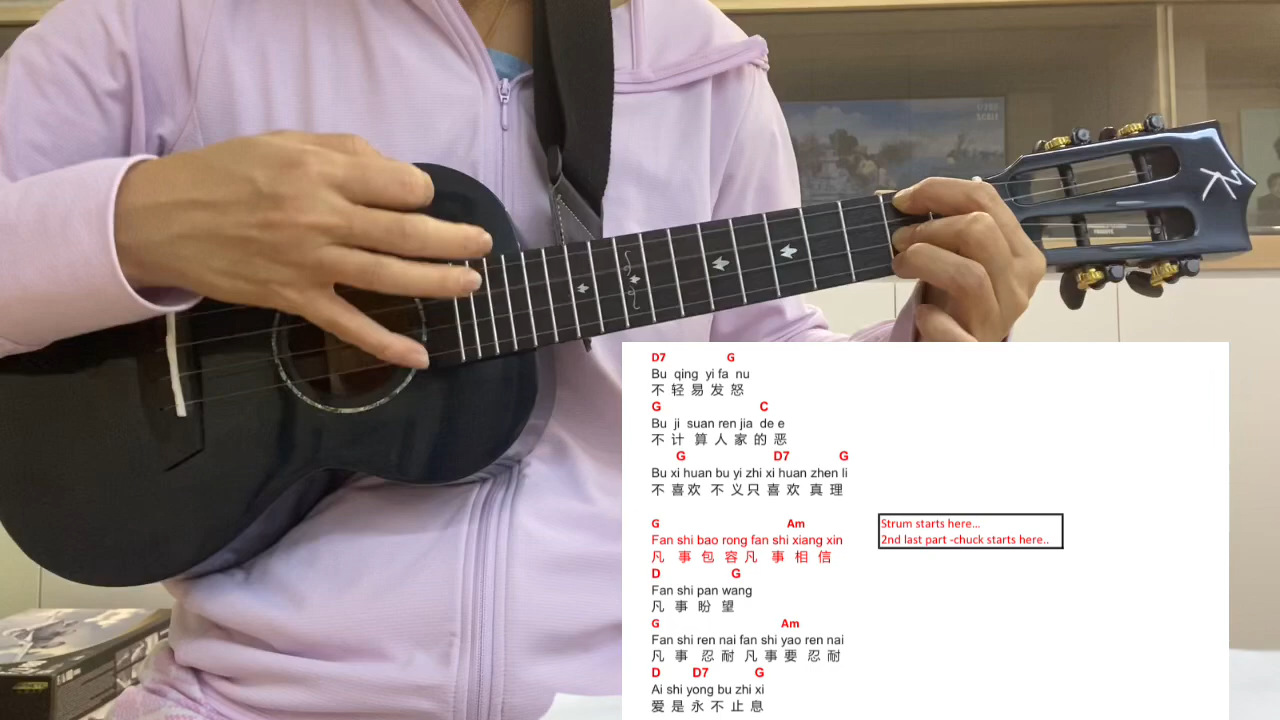 D7 G
Bu qing yi fa nu
不 轻 易 发 怒
G C
Bu ji suan ren jia de e
不 计 算 人 家 的 恶
G D7 G
Bu xi huan bu yi zhi xi huan zhen li
不 喜 欢 不 义 只 喜 欢 真 理
G Am
Fan shi bao rong fan shi xiang xin
凡 事 包 容 凡 事 相 信
Strum starts here...
2nd last part -chuck starts here..
D G
Fan shi pan wang
凡 事 盼 望
G Am
Fan shi ren nai fan shi yao ren nai
凡 事 忍 耐 凡 事 要 忍 耐
D D7 G
Ai shi yong bu zhi xi
爱 是 永 不 止 息